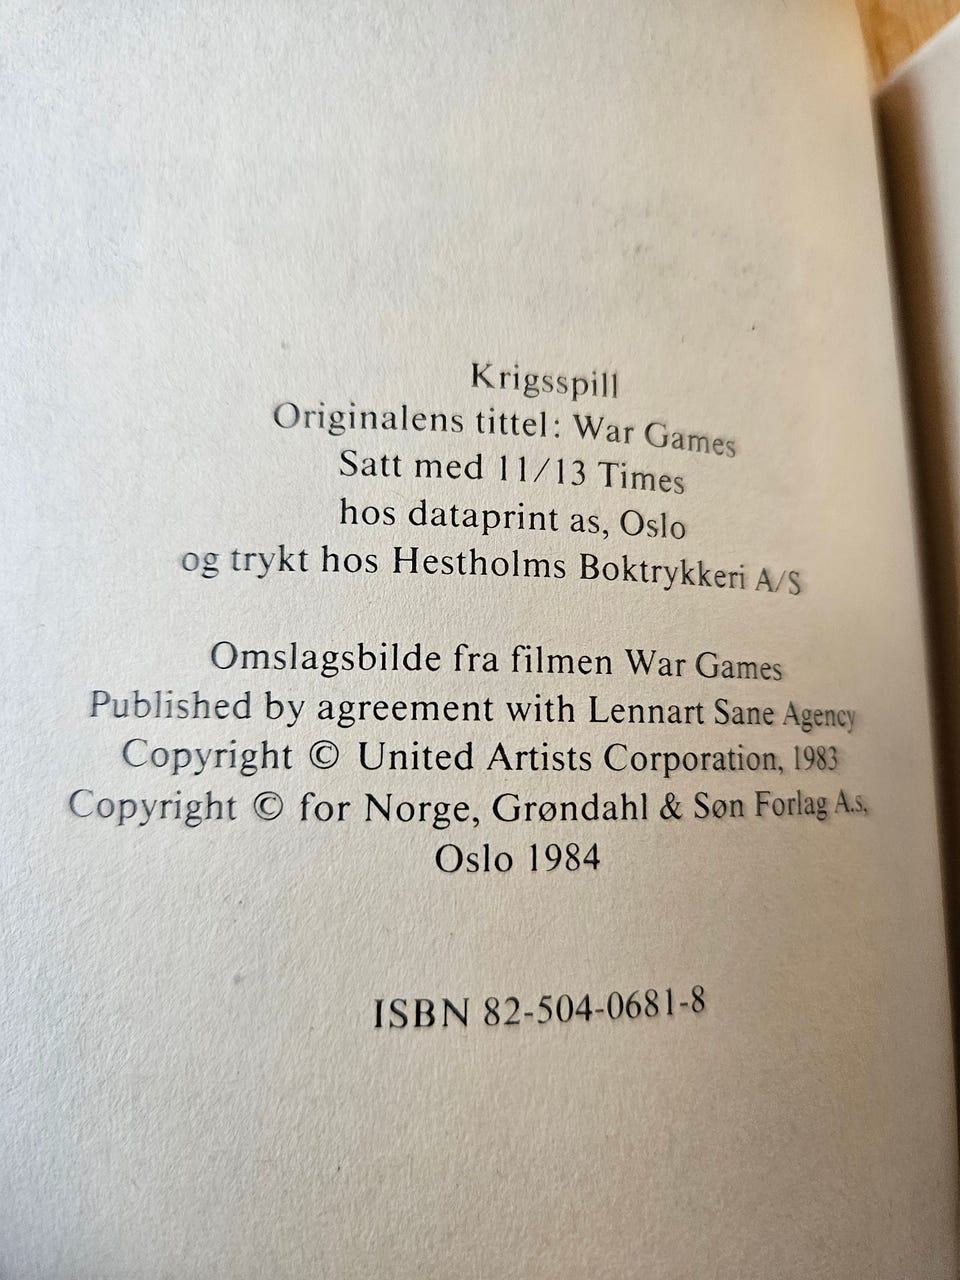 Krigsspill
Originalens tittel: War Games
Satt med 11/13 Times
hos dataprint as, Oslo
og trykt hos Hestholms Boktrykkeri A/S
Omslagsbilde fra filmen War Games
Published by agreement with Lennart Sane Agency
Copyright © United Artists Corporation, 1983
Copyright © for Norge, Grøndahl & Søn Forlag A.s,
Oslo 1984
ISBN 82-504-0681-8